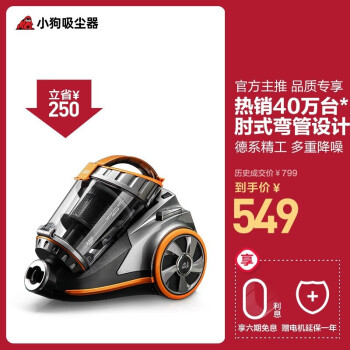 小狗吸尘器
立省¥
250
官方主推 品质专享
热销40万台*
肘式弯管设计
德系精工 多重降噪
历史成交价 ¥799
到手价 ¥
549
享
0利息
享六期免息
赠电机延保一年